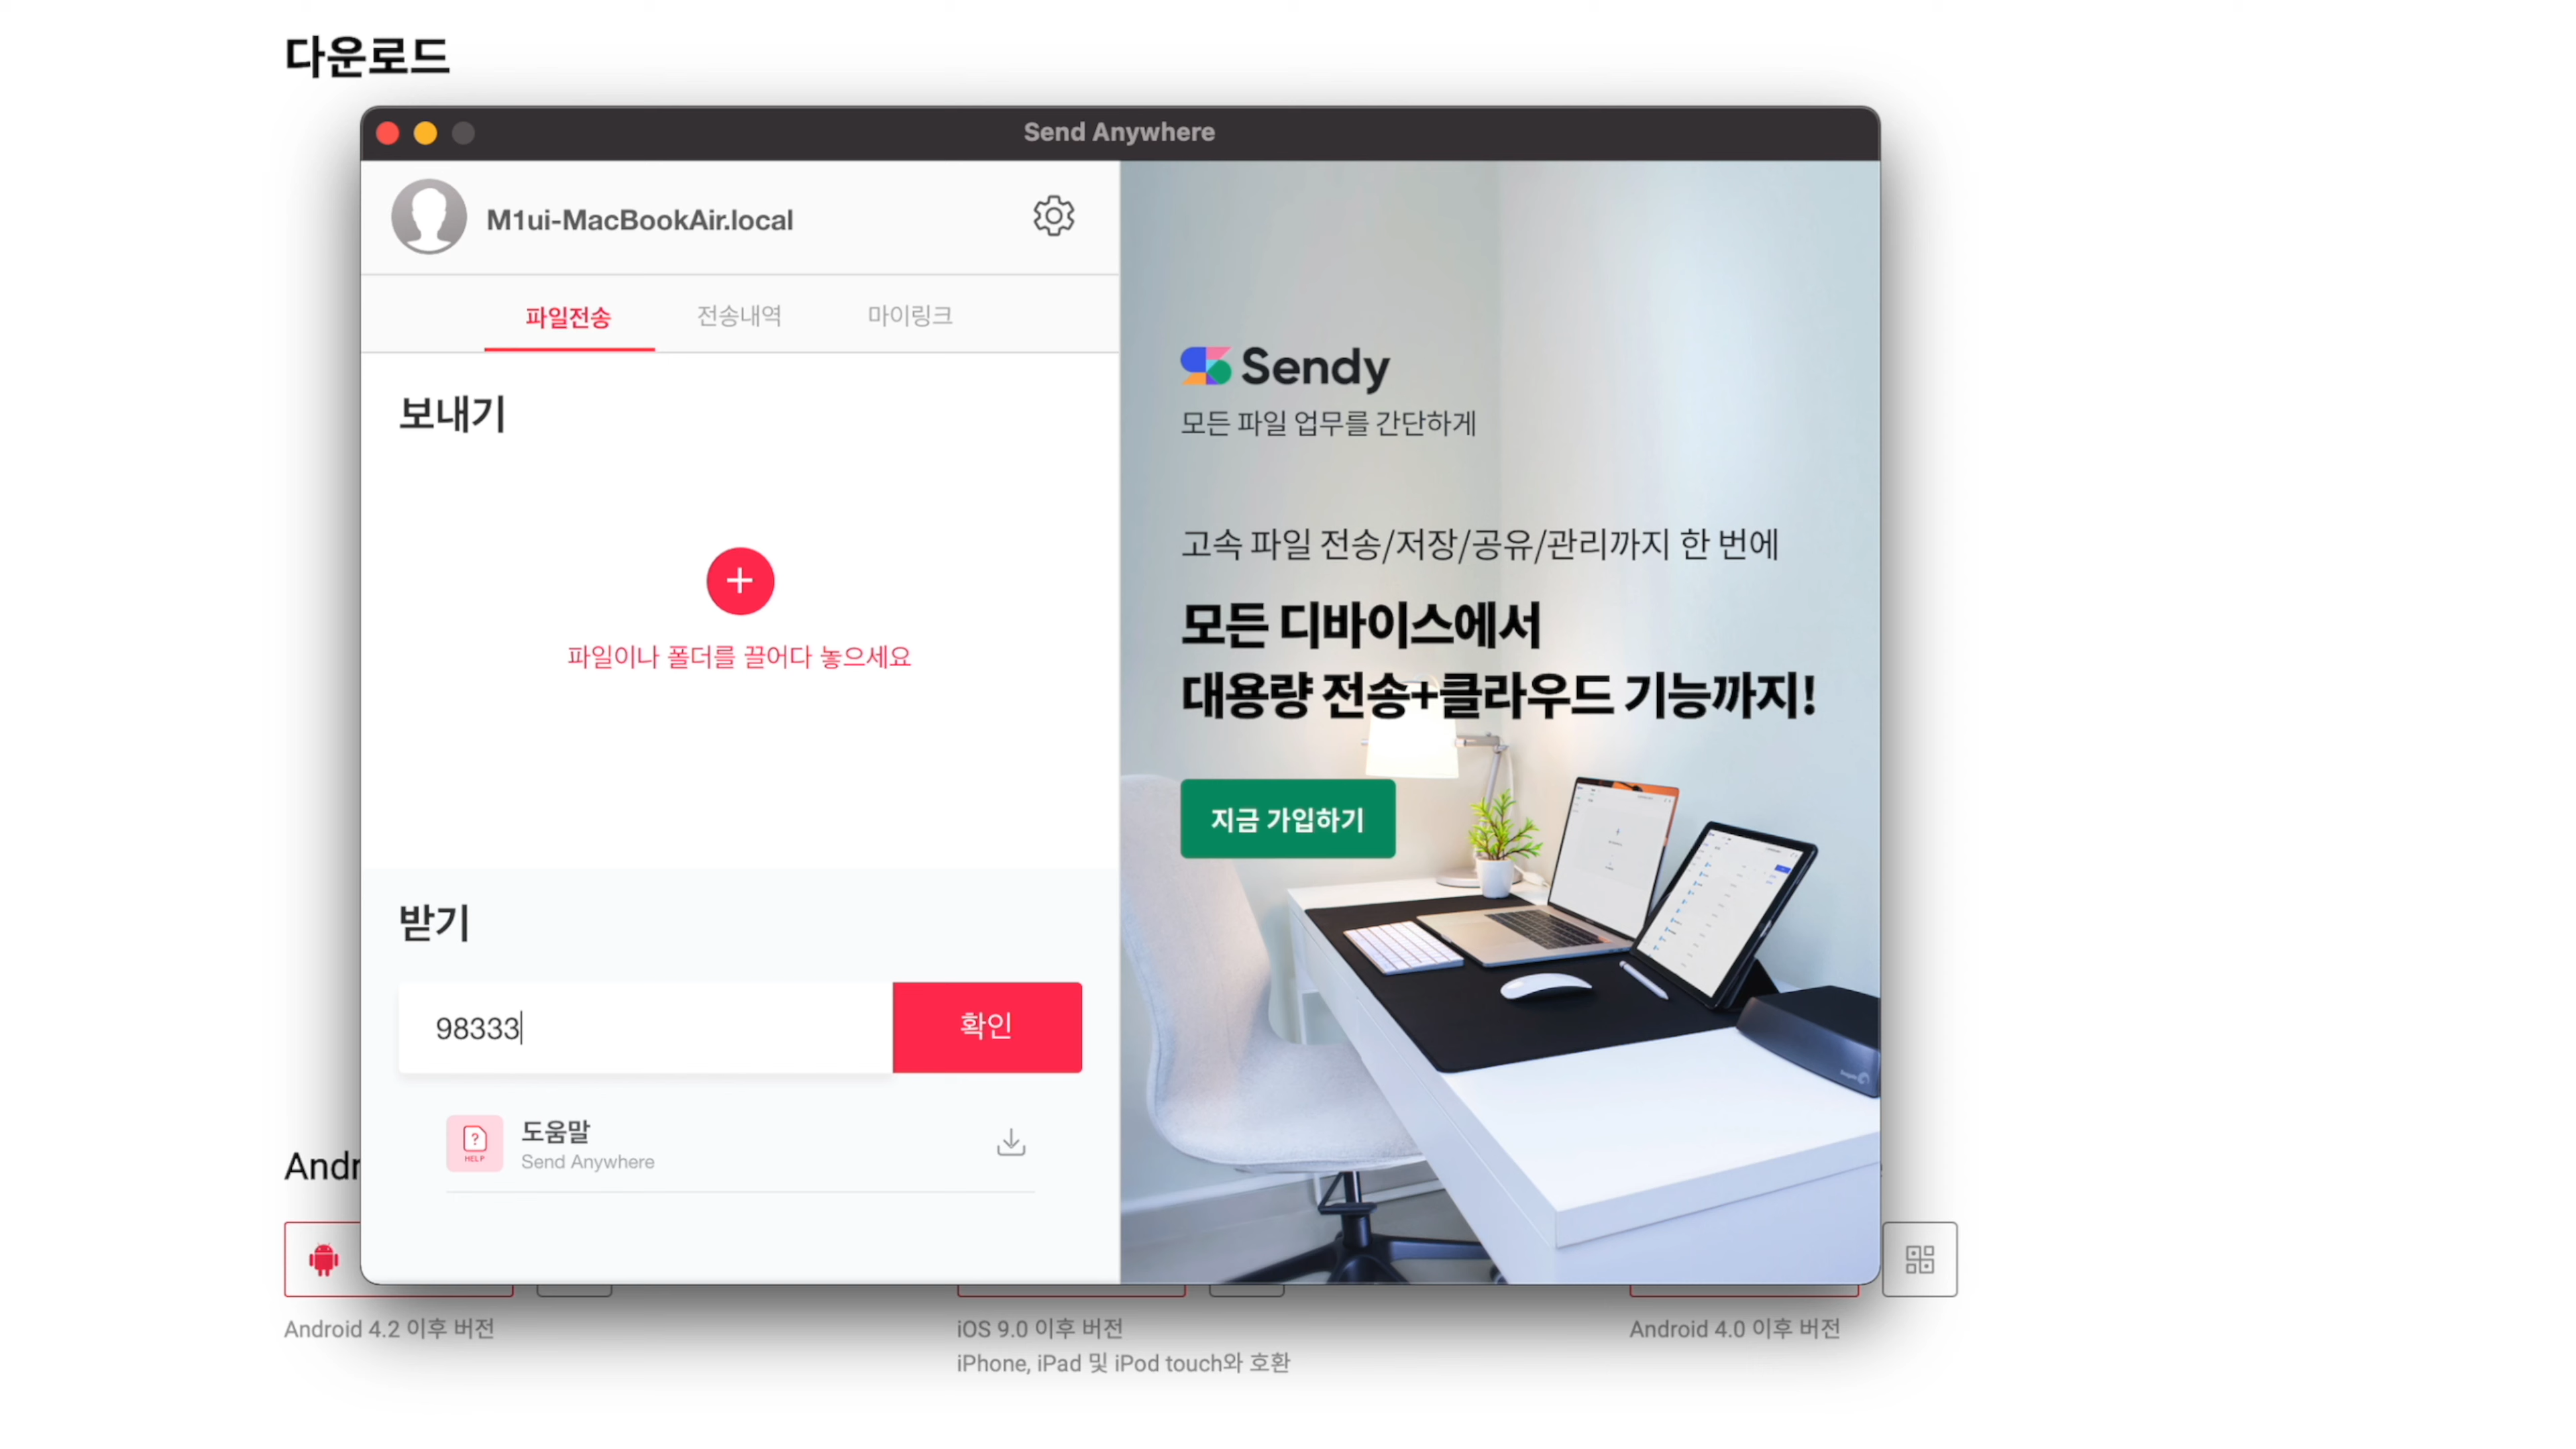 다운로드
Send Anywhere
M1ui-MacBookAir.local
파일전송
전송내역
마이링크
보내기
파일이나 폴더를 끌어다 놓으세요
받기
98333
확인
HELP
도움말
Send Anywhere
Sendy
모든 파일 업무를 간단하게
고속 파일 전송/저장/공유/관리까지 한 번에
모든 디바이스에서
대용량 전송+클라우드 기능까지!
지금 가입하기
Andr
Android 4.2 이후 버전
iOS 9.0 이후 버전
iPhone, iPad 및 iPod touch와 호환
Android 4.0 이후 버전